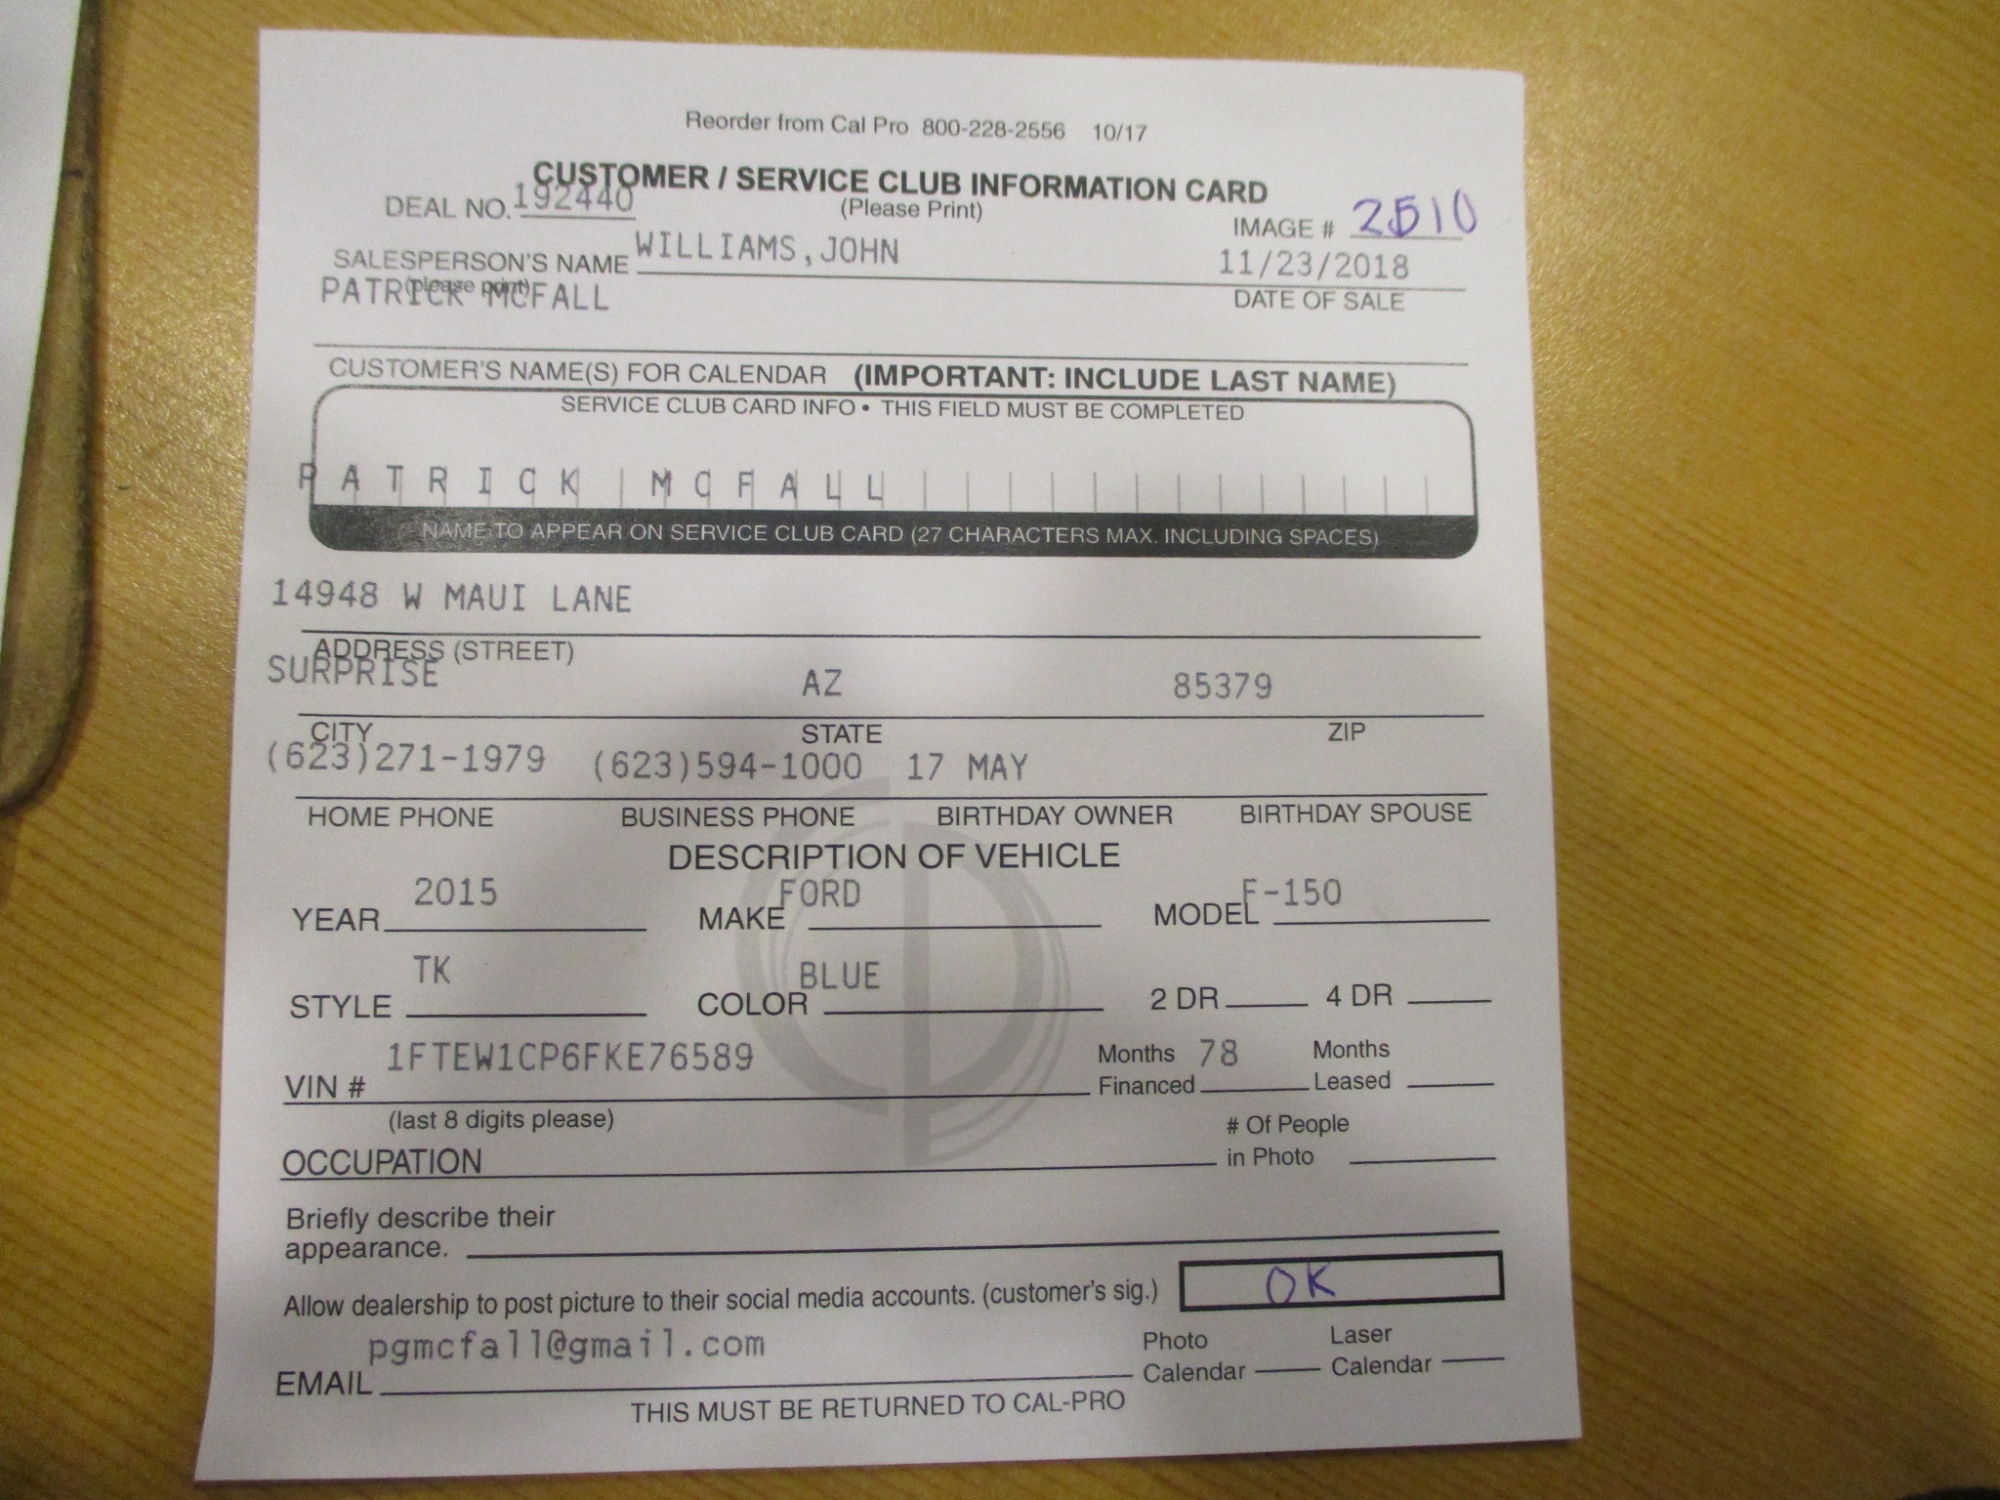 Reorder from Cal Pro 800-228-2556 10/17
CUSTOMER / SERVICE CLUB INFORMATION CARD
DEAL NO. 192440 (Please Print) IMAGE # 2510
SALESPERSON'S NAME WILLIAMS,JOHN 11/23/2018
(please print) DATE OF SALE
PATRICK MCFALL
CUSTOMER'S NAME(S) FOR CALENDAR (IMPORTANT: INCLUDE LAST NAME)
SERVICE CLUB CARD INFO • THIS FIELD MUST BE COMPLETED
PATRICK MCFALL
NAME TO APPEAR ON SERVICE CLUB CARD (27 CHARACTERS MAX. INCLUDING SPACES)
14948 W MAUI LANE
ADDRESS (STREET)
SURPRISE AZ 85379
CITY STATE ZIP
(623)271-1979 (623)594-1000 17 MAY
HOME PHONE BUSINESS PHONE BIRTHDAY OWNER BIRTHDAY SPOUSE
DESCRIPTION OF VEHICLE
YEAR 2015 MAKE FORD MODEL F-150
STYLE TK COLOR BLUE 2 DR 4 DR
VIN # 1FTEW1CP6FKE76589 Months Financed 78 Months Leased
(last 8 digits please)
OCCUPATION # Of People in Photo
Briefly describe their
appearance.
Allow dealership to post picture to their social media accounts. (customer's sig.) OK
EMAIL pgmcfall@gmail.com Photo Calendar Laser Calendar
THIS MUST BE RETURNED TO CAL-PRO